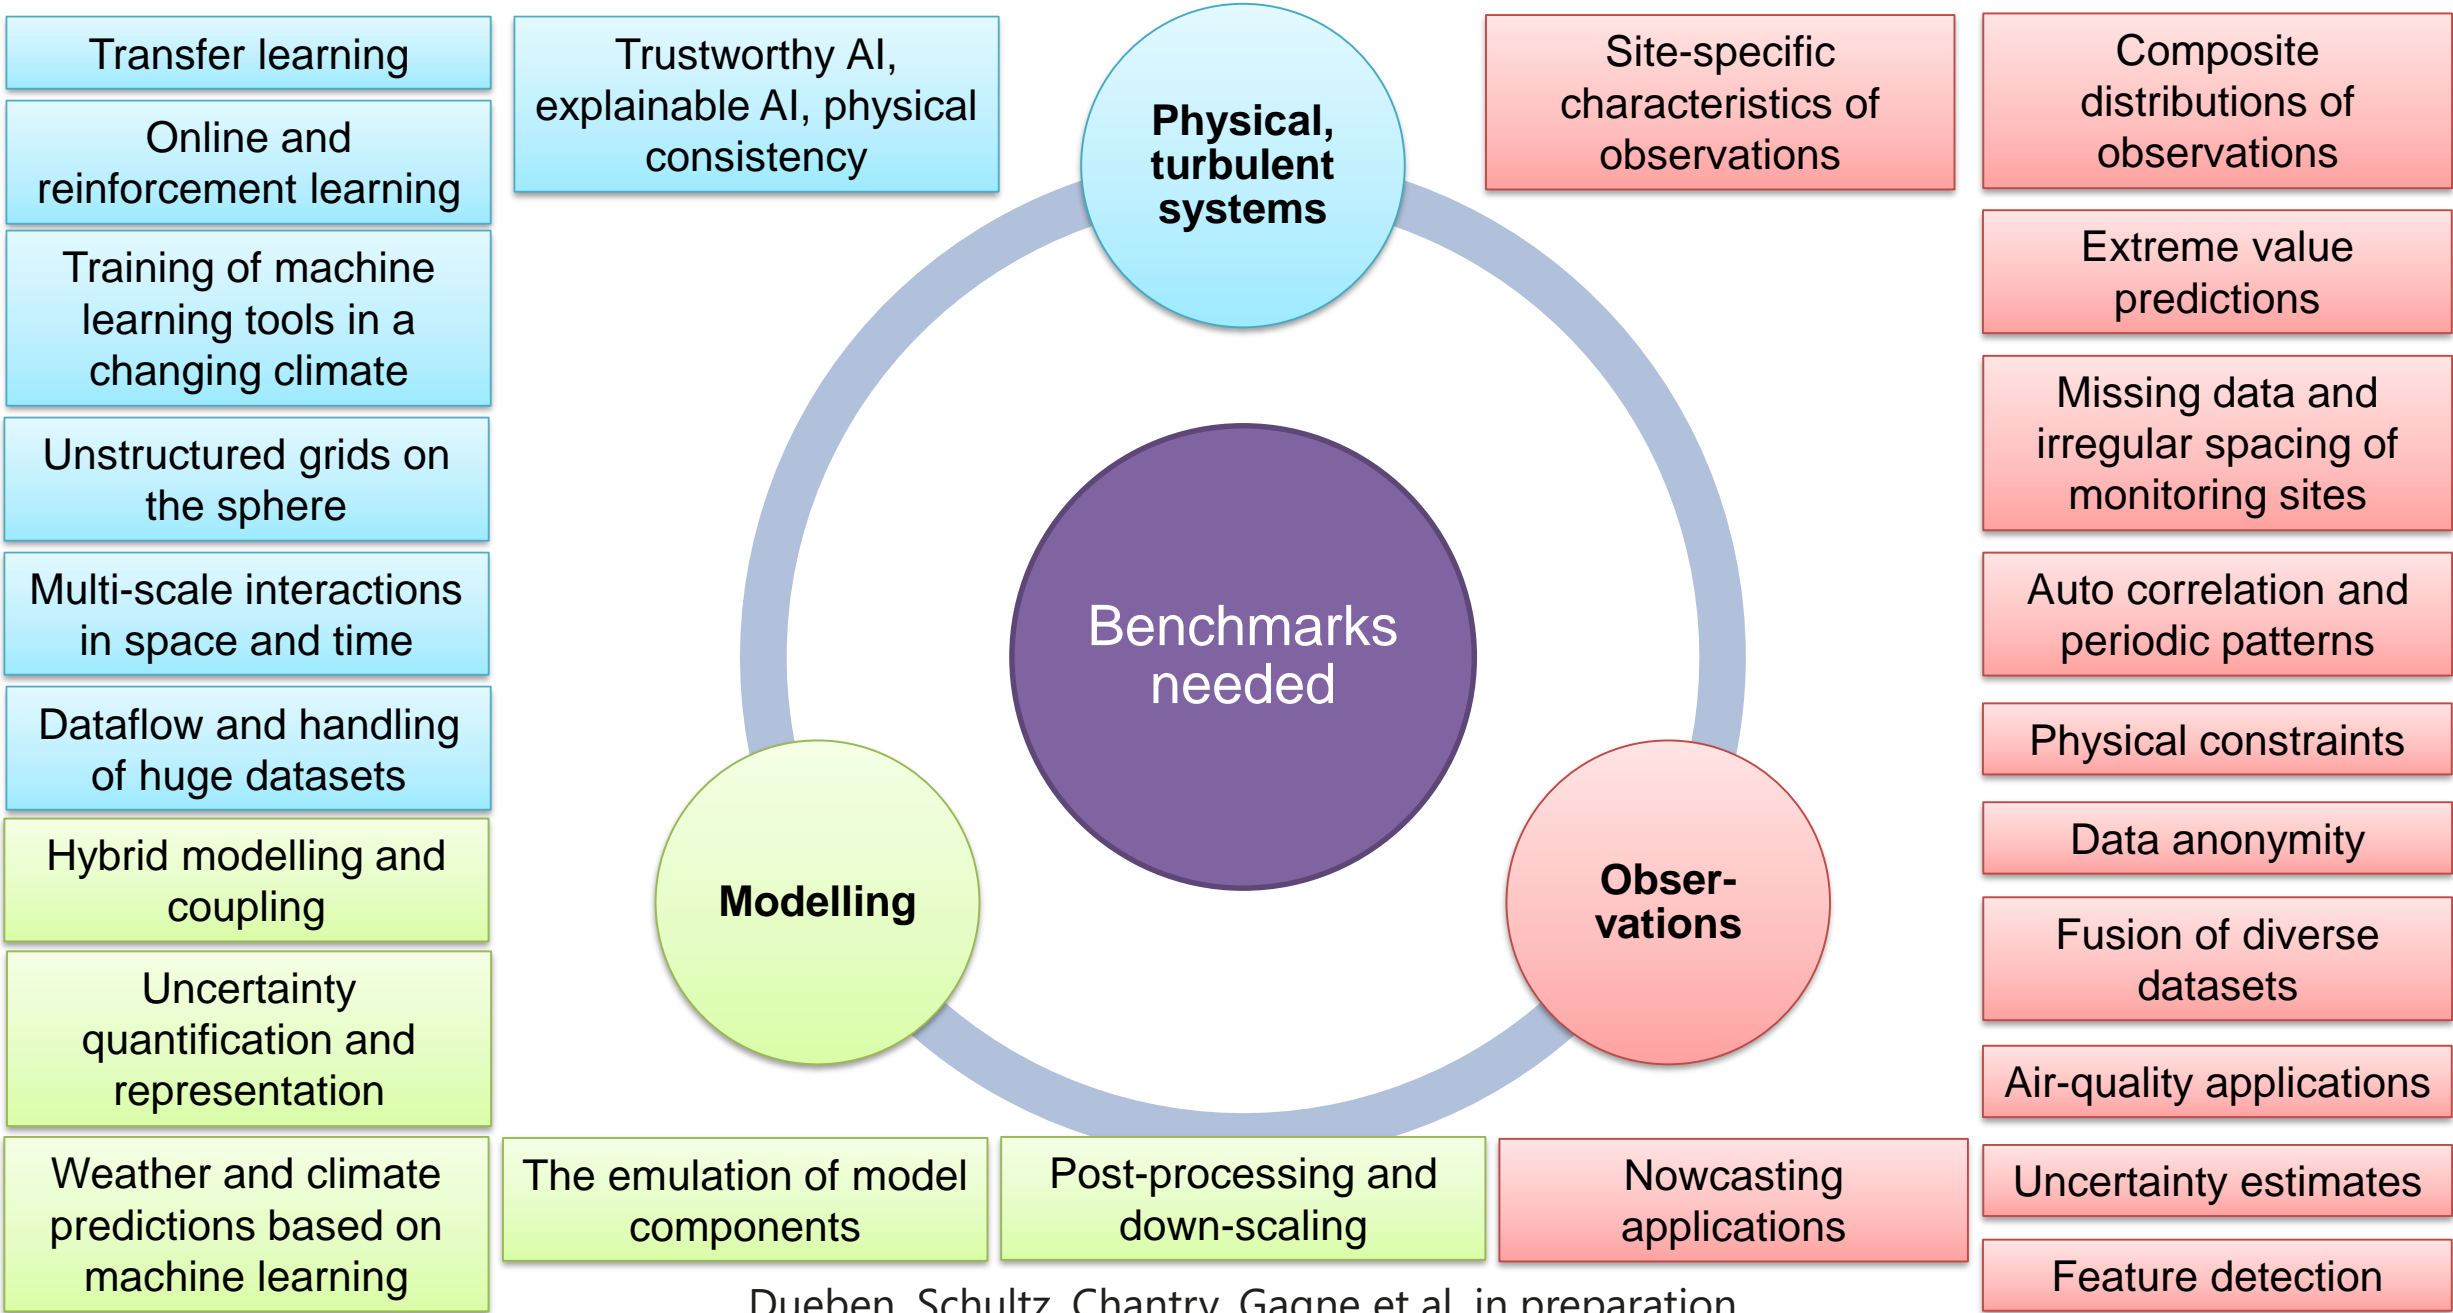 Transfer learning
Online and
reinforcement learning
Training of machine
learning tools in a
changing climate
Unstructured grids on
the sphere
Multi-scale interactions
in space and time
Dataflow and handling
of huge datasets
Hybrid modelling and
coupling
Uncertainty
quantification and
representation
Weather and climate
predictions based on
machine learning
Trustworthy AI,
explainable AI, physical
consistency
Physical,
turbulent
systems
Benchmarks
needed
Modelling
Obser-
vations
The emulation of model
components
Post-processing and
down-scaling
Nowcasting
applications
Site-specific
characteristics of
observations
Composite
distributions of
observations
Extreme value
predictions
Missing data and
irregular spacing of
monitoring sites
Auto correlation and
periodic patterns
Physical constraints
Data anonymity
Fusion of diverse
datasets
Air-quality applications
Uncertainty estimates
Feature detection
Dueben, Schultz, Chantry, Gagne et al. in preparation